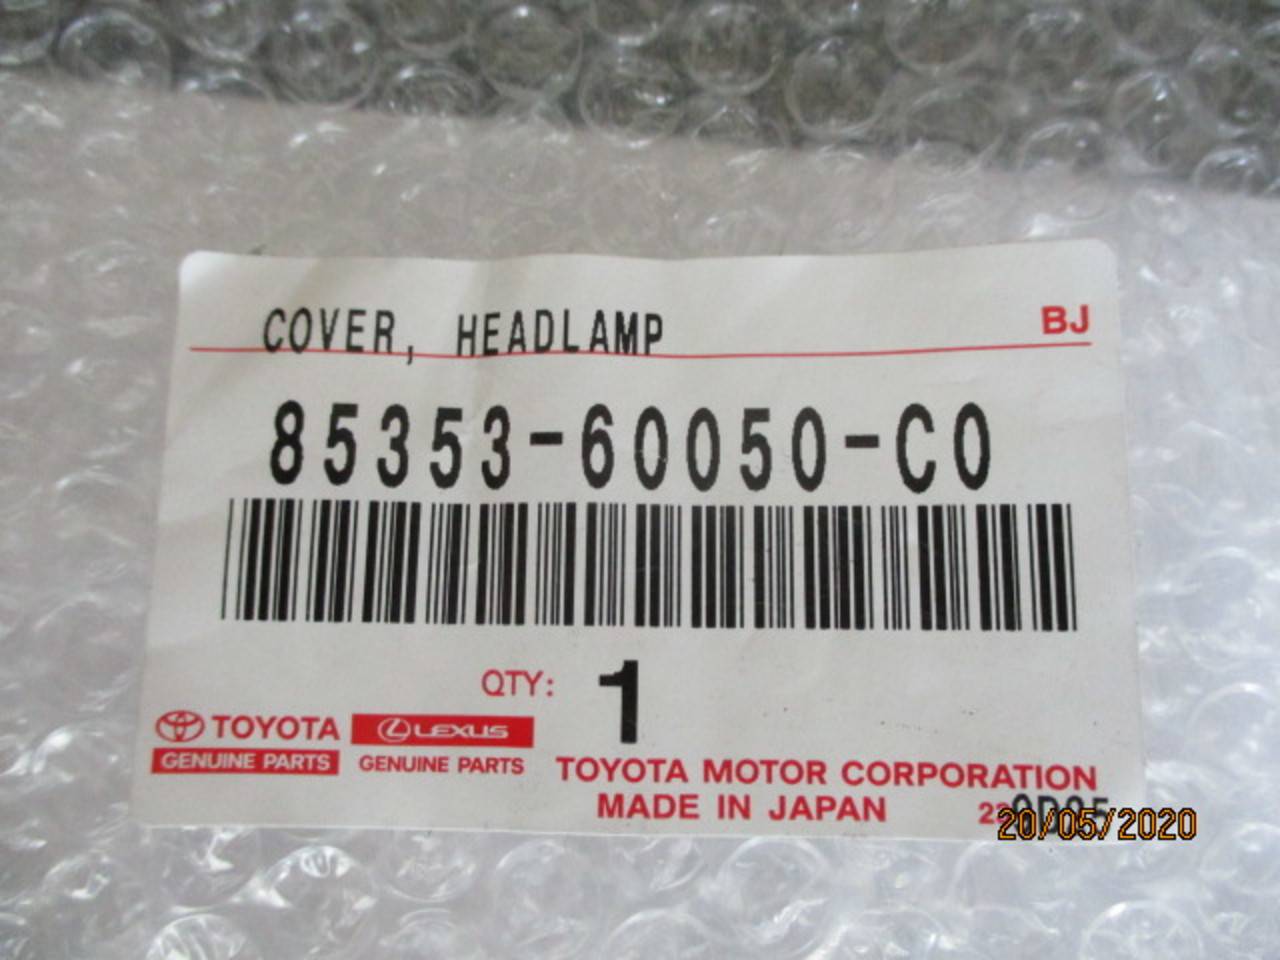 COVER, HEADLAMP BJ
85353-60050-C0
QTY: 1
TOYOTA LEXUS
GENUINE PARTS GENUINE PARTS
TOYOTA MOTOR CORPORATION
MADE IN JAPAN
20/05/2020